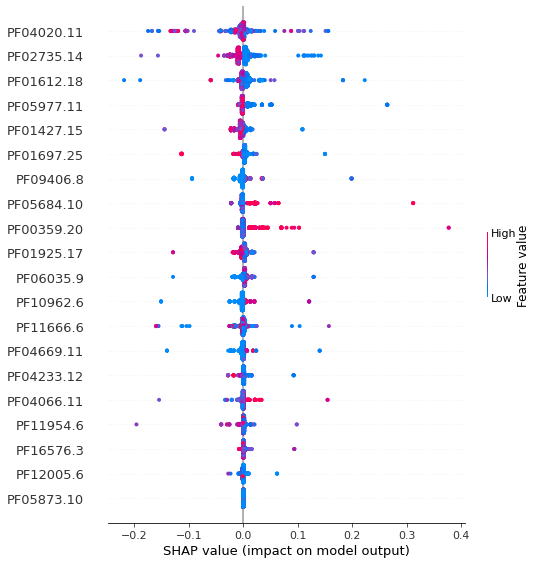 PF04020.11
PF02735.14
PF01612.18
PF05977.11
PF01427.15
PF01697.25
PF09406.8
PF05684.10
PF00359.20
PF01925.17
PF06035.9
PF10962.6
PF11666.6
PF04669.11
PF04233.12
PF04066.11
PF11954.6
PF16576.3
PF12005.6
PF05873.10
High
Low
Feature value
−0.2 −0.1 0.0 0.1 0.2 0.3 0.4
SHAP value (impact on model output)